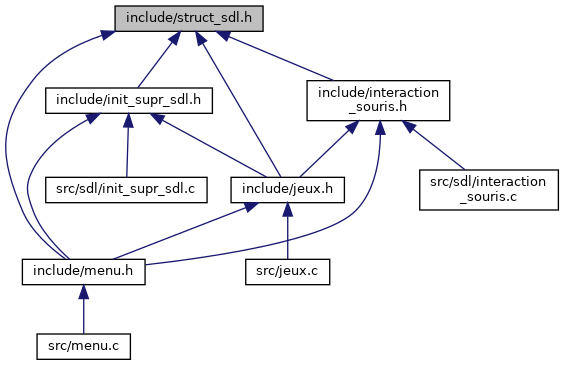 include/struct_sdl.h
include/init_supr_sdl.h
include/interaction
_souris.h
src/sdl/init_supr_sdl.c
include/jeux.h
src/sdl/interaction
_souris.c
include/menu.h
src/jeux.c
src/menu.c